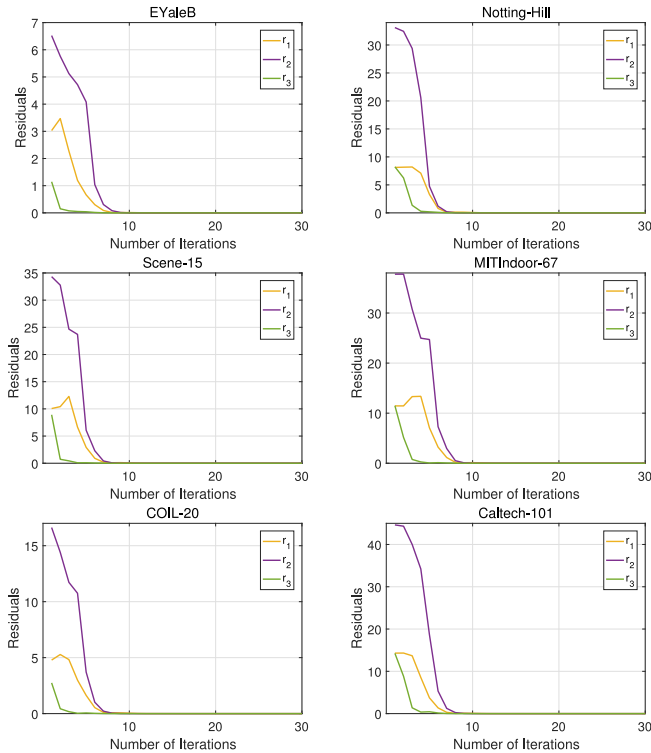 EYaleB
Residuals
7
6
5
4
3
2
1
0
10
20
30
Number of Iterations
r1
r2
r3
Notting-Hill
Residuals
30
25
20
15
10
5
0
10
20
30
Number of Iterations
r1
r2
r3
Scene-15
Residuals
35
30
25
20
15
10
5
0
10
20
30
Number of Iterations
r1
r2
r3
MITIndoor-67
Residuals
30
20
10
0
10
20
30
Number of Iterations
r1
r2
r3
COIL-20
Residuals
15
10
5
0
10
20
30
Number of Iterations
r1
r2
r3
Caltech-101
Residuals
40
30
20
10
0
10
20
30
Number of Iterations
r1
r2
r3